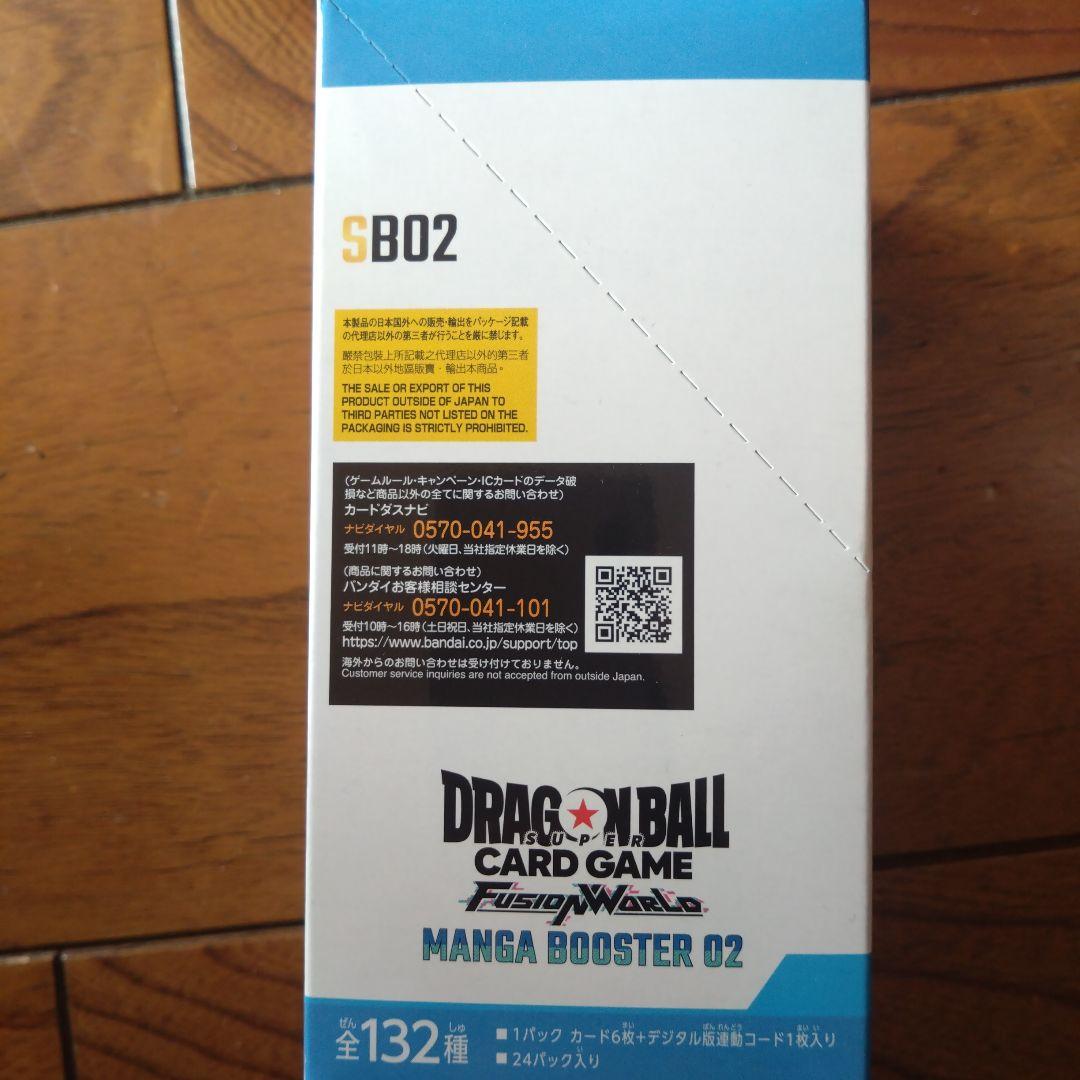 SB02
本製品の日本国外への販売・輸出をパッケージ記載
の代理店以外の第三者が行うことを厳に禁じます。
嚴禁包裝上所記載之代理店以外的第三者
於日本以外地區販賣・輸出本商品。
THE SALE OR EXPORT OF THIS
PRODUCT OUTSIDE OF JAPAN TO
THIRD PARTIES NOT LISTED ON THE
PACKAGING IS STRICTLY PROHIBITED.
(ゲームルール・キャンペーン・ICカードのデータ破
損など商品以外の全てに関するお問い合わせ)
カードダスナビ
ナビダイヤル 0570-041-955
受付11時～18時(火曜日、当社指定休業日を除く)
(商品に関するお問い合わせ)
バンダイお客様相談センター
ナビダイヤル 0570-041-101
受付10時～16時(土日祝日、当社指定休業日を除く)
https://www.bandai.co.jp/support/top
海外からのお問い合わせは受け付けておりません。
Customer service inquiries are not accepted from outside Japan.
DRAGON BALL
SUPER
CARD GAME
FUSION WORLD
MANGA BOOSTER 02
ぜん しゅ
全132種
まい ばん れんどう まい い
■1パック カード6枚+デジタル版連動コード1枚入り
い
■24パック入り